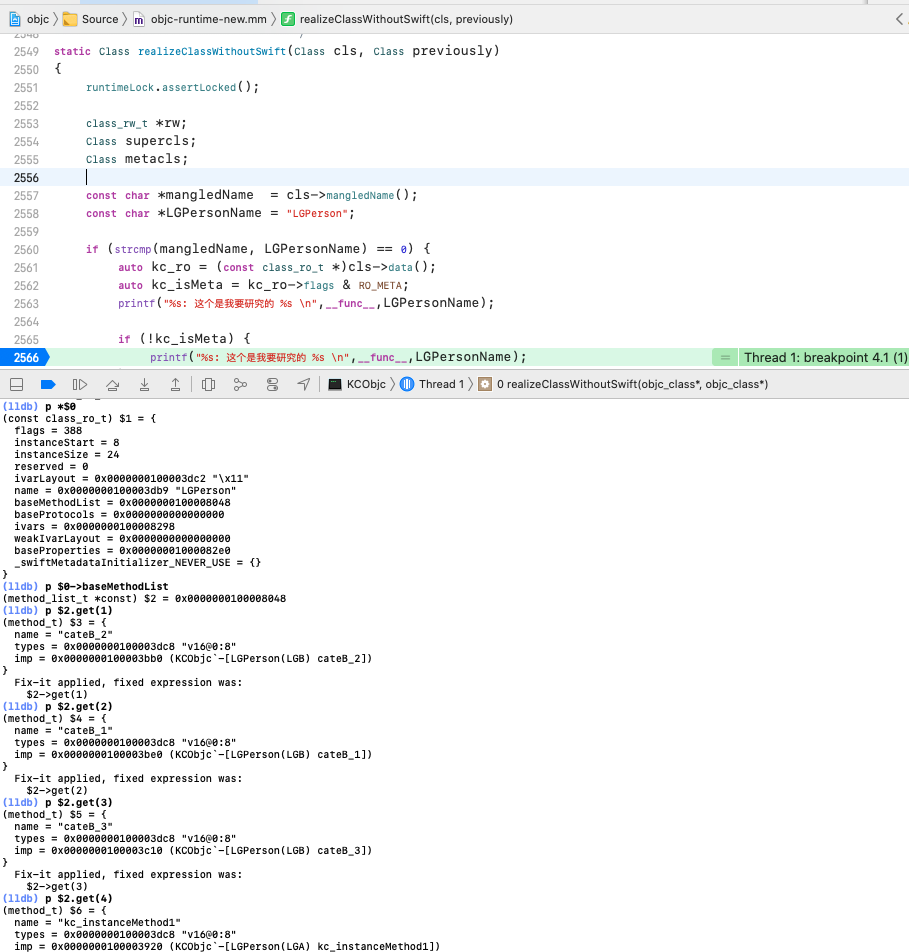 objc 〉 Source 〉 m objc-runtime-new.mm 〉 f realizeClassWithoutSwift(cls, previously)
2548 */
2549 static Class realizeClassWithoutSwift(Class cls, Class previously)
2550 {
2551 runtimeLock.assertLocked();
2552
2553 class_rw_t *rw;
2554 Class supercls;
2555 Class metacls;
2556
2557 const char *mangledName  = cls->mangledName();
2558 const char *LGPersonName = "LGPerson";
2559
2560 if (strcmp(mangledName, LGPersonName) == 0) {
2561 auto kc_ro = (const class_ro_t *)cls->data();
2562 auto kc_isMeta = kc_ro->flags & RO_META;
2563 printf("%s: 这个是我要研究的 %s \n",__func__,LGPersonName);
2564
2565 if (!kc_isMeta) {
2566 printf("%s: 这个是我要研究的 %s \n",__func__,LGPersonName); = Thread 1: breakpoint 4.1 (1)
KCObjc 〉 Thread 1 〉 0 realizeClassWithoutSwift(objc_class*, objc_class*)
(lldb) p *$0
(const class_ro_t) $1 = {
flags = 388
instanceStart = 8
instanceSize = 24
reserved = 0
ivarLayout = 0x0000000100003dc2 "\x11"
name = 0x0000000100003db9 "LGPerson"
baseMethodList = 0x0000000100008048
baseProtocols = 0x0000000000000000
ivars = 0x0000000100008298
weakIvarLayout = 0x0000000000000000
baseProperties = 0x00000001000082e0
_swiftMetadataInitializer_NEVER_USE = {}
}
(lldb) p $0->baseMethodList
(method_list_t *const) $2 = 0x0000000100008048
(lldb) p $2.get(1)
(method_t) $3 = {
name = "cateB_2"
types = 0x0000000100003dc8 "v16@0:8"
imp = 0x0000000100003bb0 (KCObjc`-[LGPerson(LGB) cateB_2])
}
Fix-it applied, fixed expression was:
$2->get(1)
(lldb) p $2.get(2)
(method_t) $4 = {
name = "cateB_1"
types = 0x0000000100003dc8 "v16@0:8"
imp = 0x0000000100003be0 (KCObjc`-[LGPerson(LGB) cateB_1])
}
Fix-it applied, fixed expression was:
$2->get(2)
(lldb) p $2.get(3)
(method_t) $5 = {
name = "cateB_3"
types = 0x0000000100003dc8 "v16@0:8"
imp = 0x0000000100003c10 (KCObjc`-[LGPerson(LGB) cateB_3])
}
Fix-it applied, fixed expression was:
$2->get(3)
(lldb) p $2.get(4)
(method_t) $6 = {
name = "kc_instanceMethod1"
types = 0x0000000100003dc8 "v16@0:8"
imp = 0x0000000100003920 (KCObjc`-[LGPerson(LGA) kc_instanceMethod1])